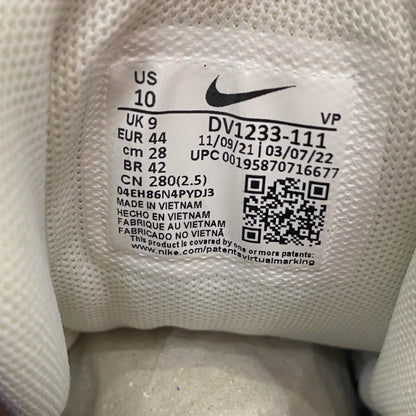 US
10
VP
UK 9
EUR 44
cm 28
BR 42
CN 280(2.5)
DV1233-111
11/09/21 | 03/07/22
UPC 00195870716677
04EH86N4PYDJ3
MADE IN VIETNAM
HECHO EN VIETNAM
FABRIQUE AU VIETNAM
FABRICADO NO VIETNÃ
This product is covered by one or more patents:
www.nike.com/patentsvirtualmarking